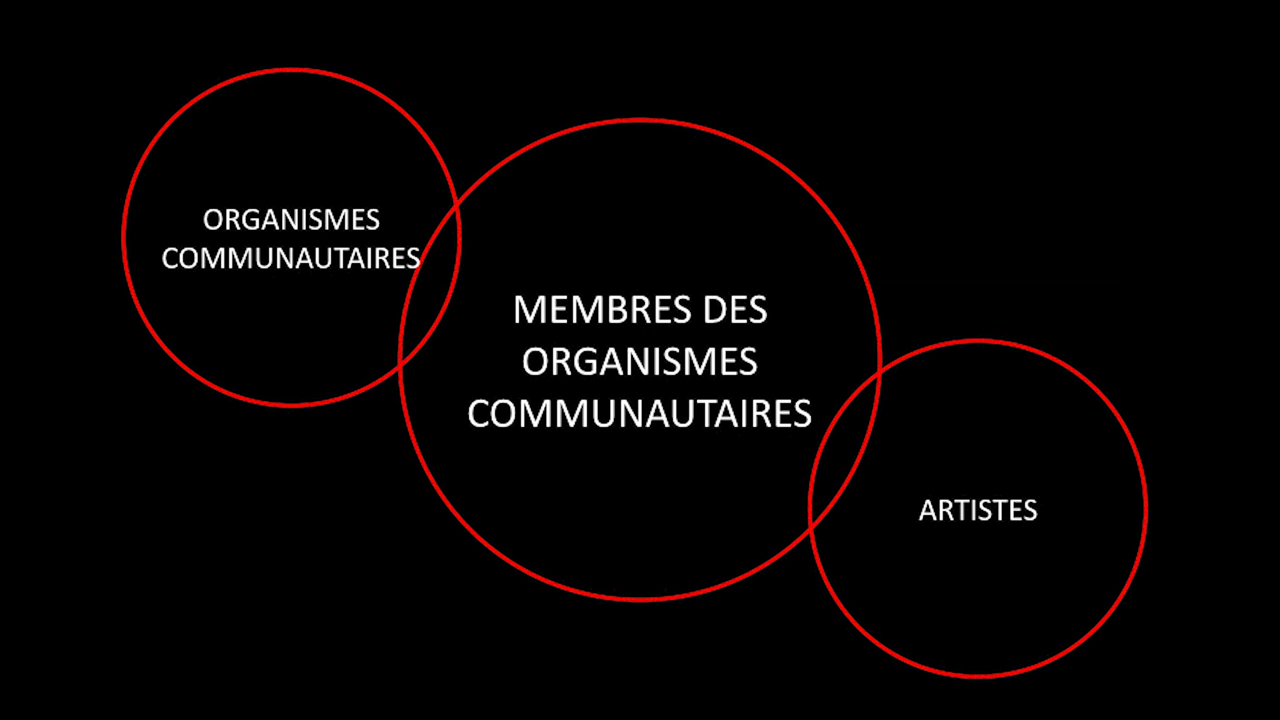 ORGANISMES
COMMUNAUTAIRES
MEMBRES DES
ORGANISMES
COMMUNAUTAIRES
ARTISTES